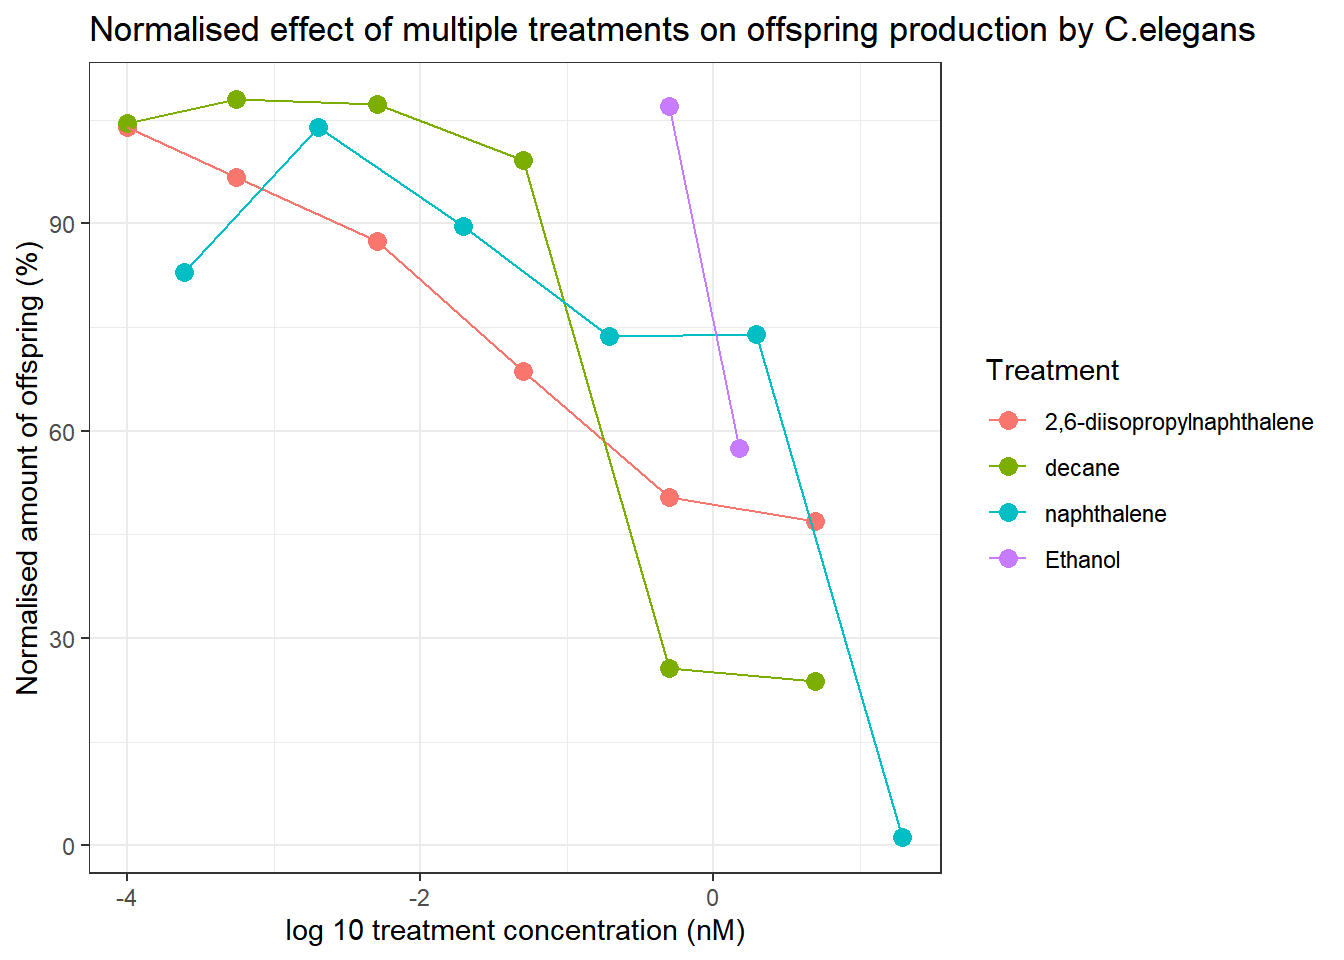 Normalised effect of multiple treatments on offspring production by C.elegans
Normalised amount of offspring (%)
90
60
30
0
-4
-2
0
log 10 treatment concentration (nM)
Treatment
2,6-diisopropylnaphthalene
decane
naphthalene
Ethanol